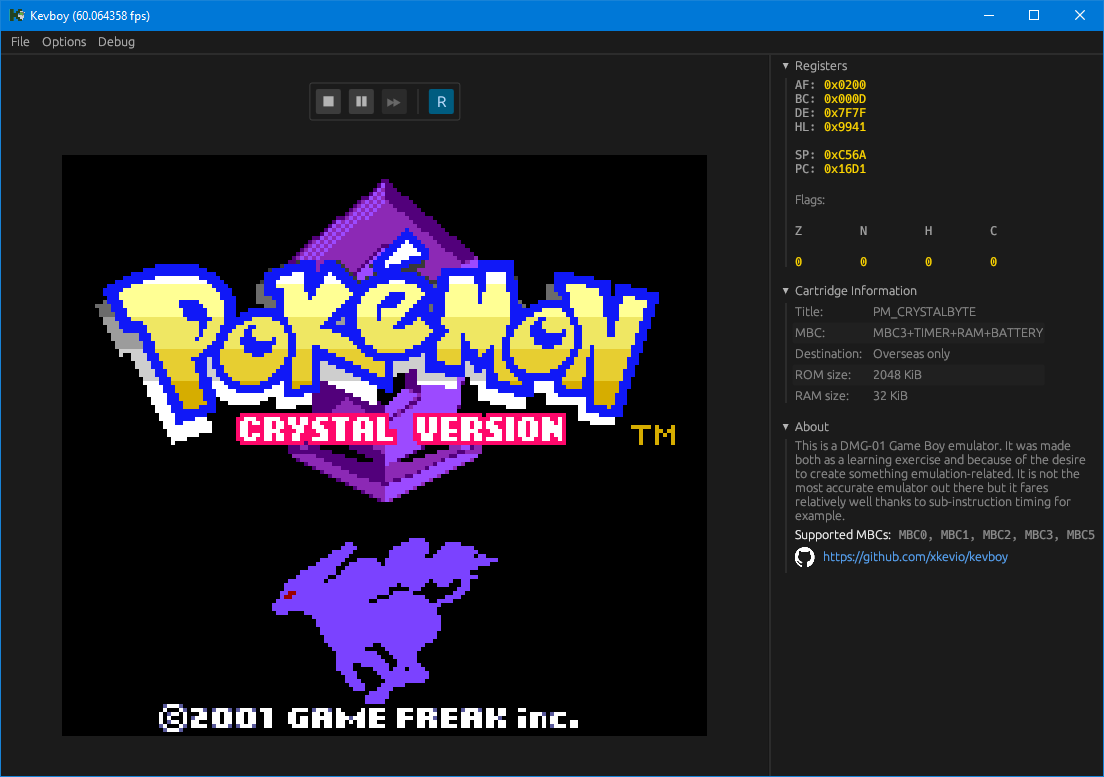 Kevboy (60.064358 fps)
File Options Debug
R
POKéMON
CRYSTAL VERSION
TM
©2001 GAME FREAK inc.
Registers
AF: 0x0200
BC: 0x000D
DE: 0x7F7F
HL: 0x9941
SP: 0xC56A
PC: 0x16D1
Flags:
Z N H C
0 0 0 0
Cartridge Information
Title: PM_CRYSTALBYTE
MBC: MBC3+TIMER+RAM+BATTERY
Destination: Overseas only
ROM size: 2048 KiB
RAM size: 32 KiB
About
This is a DMG-01 Game Boy emulator. It was made
both as a learning exercise and because of the desire
to create something emulation-related. It is not the
most accurate emulator out there but it fares
relatively well thanks to sub-instruction timing for
example.
Supported MBCs: MBC0, MBC1, MBC2, MBC3, MBC5
https://github.com/xkevio/kevboy